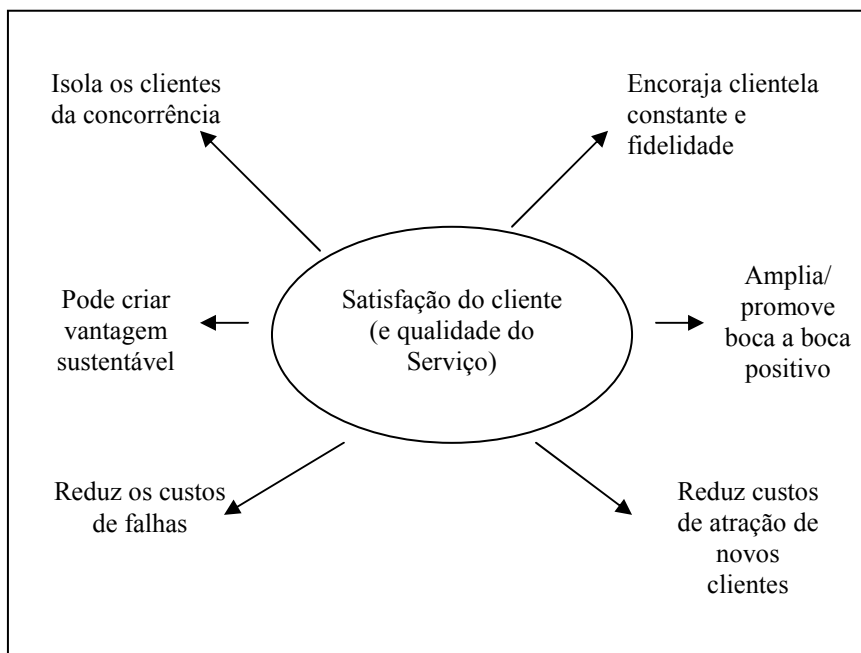 Isola os clientes
da concorrência
Encoraja clientela
constante e
fidelidade
Pode criar
vantagem
sustentável
Satisfação do cliente
(e qualidade do
Serviço)
Amplia/
promove
boca a boca
positivo
Reduz os custos
de falhas
Reduz custos
de atração de
novos
clientes